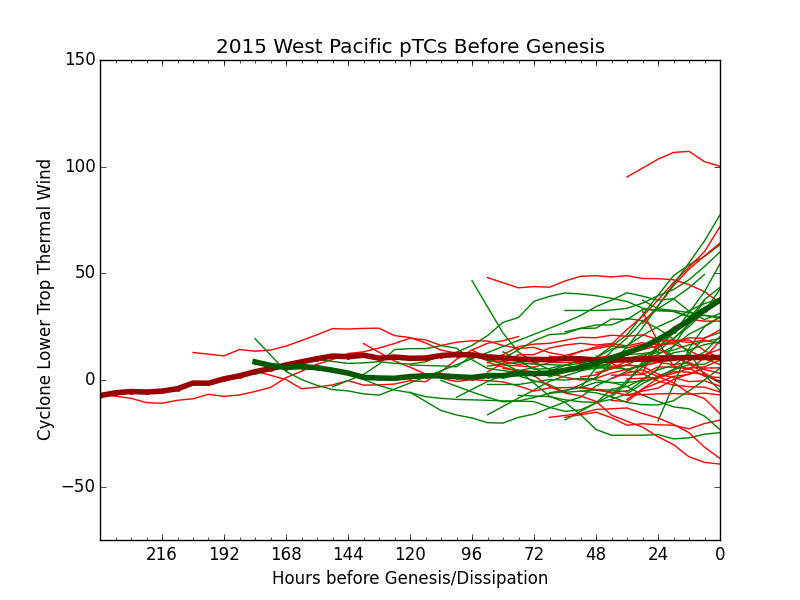 2015 West Pacific pTCs Before Genesis
150
100
50
0
−50
Cyclone Lower Trop Thermal Wind
216 192 168 144 120 96 72 48 24 0
Hours before Genesis/Dissipation